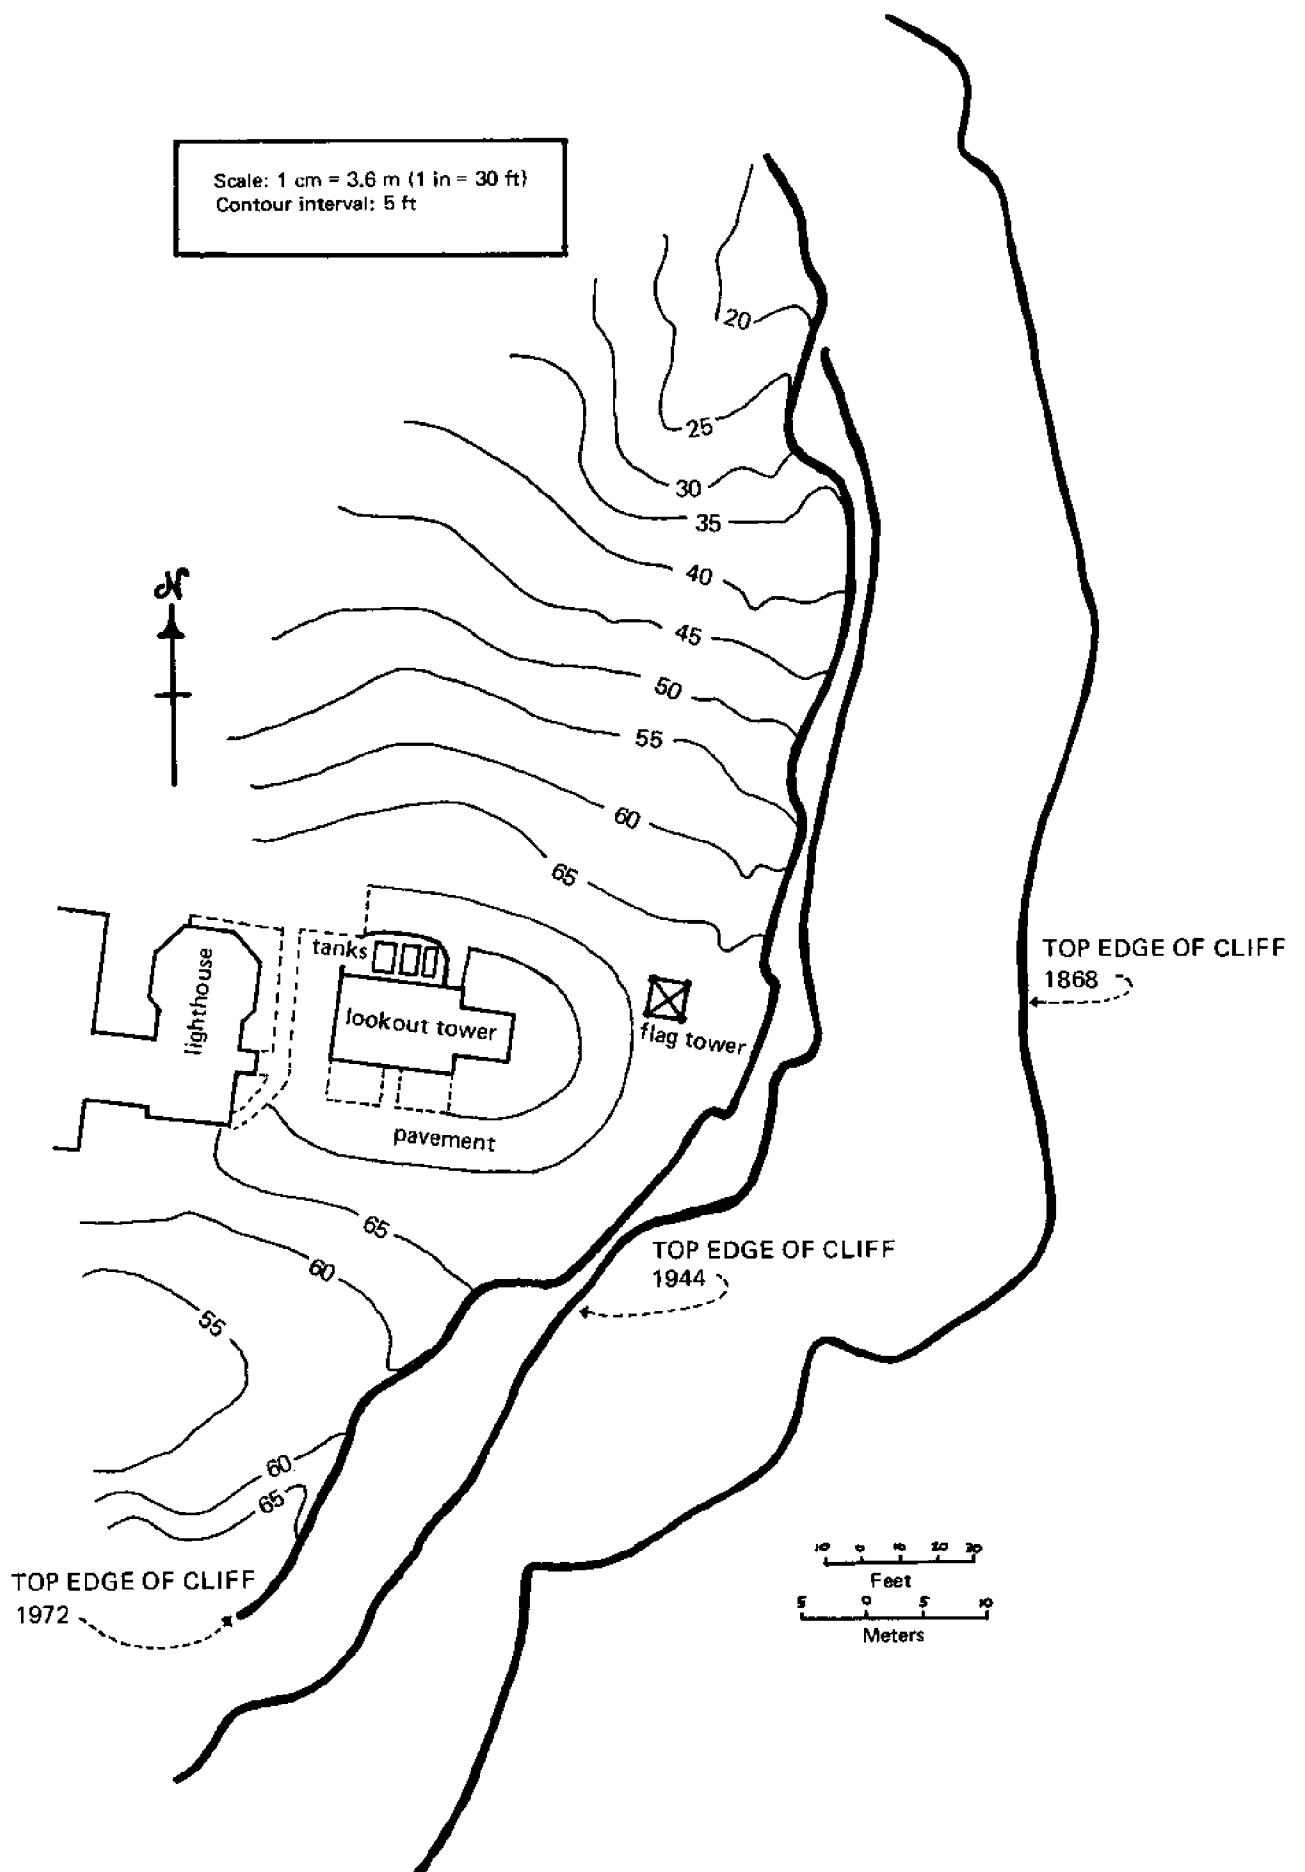 Scale: 1 cm = 3.6 m (1 in = 30 ft)
Contour interval: 5 ft
20
25
30
35
N
40
45
50
55
60
65
TOP EDGE OF CLIFF
1868
tanks
lighthouse
lookout tower
flag tower
pavement
65
TOP EDGE OF CLIFF
1944
60
55
60
65
TOP EDGE OF CLIFF
1972
10 0 10 20 30
Feet
5 0 5 10
Meters